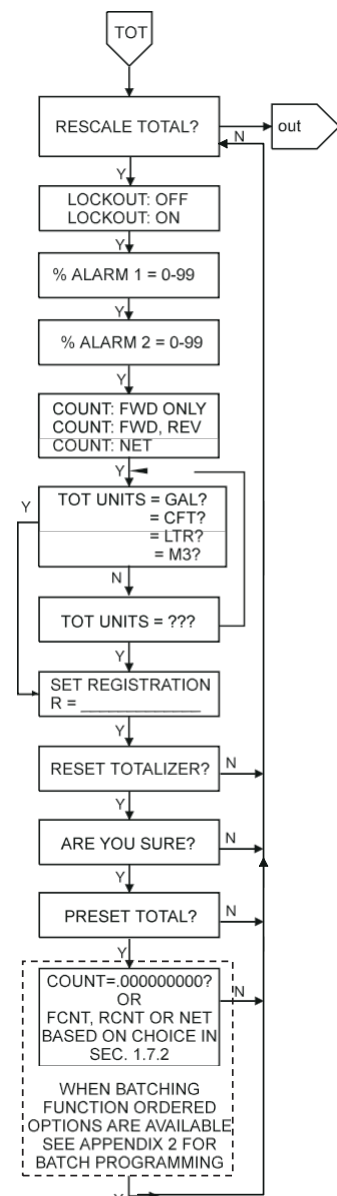 TOT
RESCALE TOTAL?
out
N
Y
LOCKOUT: OFF
LOCKOUT: ON
Y
% ALARM 1 = 0-99
Y
% ALARM 2 = 0-99
Y
COUNT: FWD ONLY
COUNT: FWD, REV
COUNT: NET
Y
Y
TOT UNITS = GAL?
= CFT?
= LTR?
= M3?
N
TOT UNITS = ???
Y
SET REGISTRATION
R = _____________
Y
RESET TOTALIZER?
N
Y
ARE YOU SURE?
N
Y
PRESET TOTAL?
N
Y
COUNT=.000000000?
N
OR
FCNT, RCNT OR NET
BASED ON CHOICE IN
SEC. 1.7.2
WHEN BATCHING
FUNCTION ORDERED
OPTIONS ARE AVAILABLE
SEE APPENDIX 2 FOR
BATCH PROGRAMMING
Y